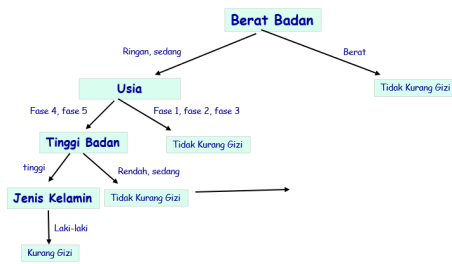 Berat Badan
Ringan, sedang
Berat
Usia
Tidak Kurang Gizi
Fase 4, fase 5
Fase 1, fase 2, fase 3
Tinggi Badan
Tidak Kurang Gizi
tinggi
Rendah, sedang
Jenis Kelamin
Tidak Kurang Gizi
Laki-laki
Kurang Gizi